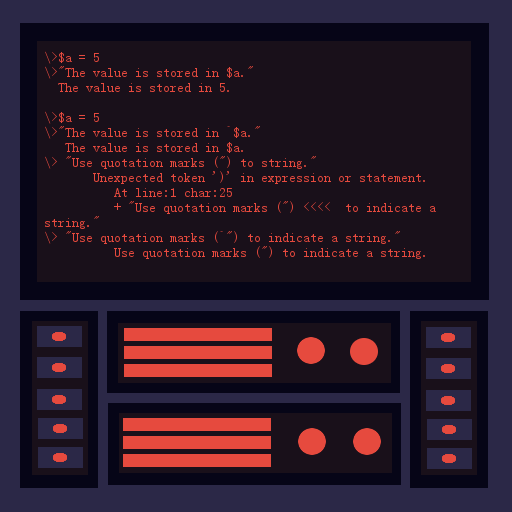 \>$a = 5
\>"The value is stored in $a."
The value is stored in 5.
\>$a = 5
\>"The value is stored in `$a."
The value is stored in $a.
\> "Use quotation marks (") to string."
Unexpected token ')' in expression or statement.
At line:1 char:25
+ "Use quotation marks (") <<<< to indicate a
string."
\> "Use quotation marks (`") to indicate a string."
Use quotation marks (") to indicate a string.